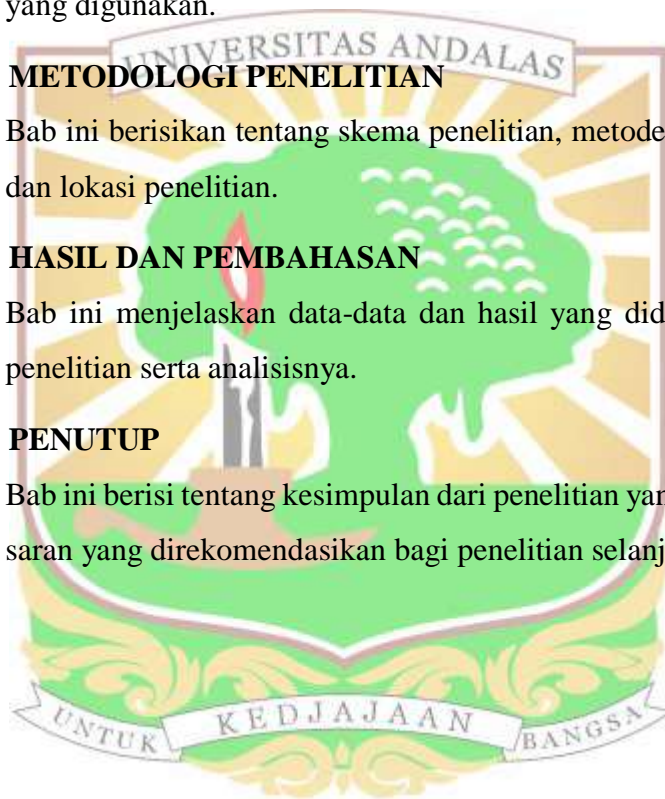 yang digunakan.
UNIVERSITAS ANDALAS
METODOLOGI PENELITIAN
Bab ini berisikan tentang skema penelitian, metode
dan lokasi penelitian.
HASIL DAN PEMBAHASAN
Bab ini menjelaskan data-data dan hasil yang did
penelitian serta analisisnya.
PENUTUP
Bab ini berisi tentang kesimpulan dari penelitian yan
saran yang direkomendasikan bagi penelitian selanj
UNTUK KEDJAJAAN BANGSA